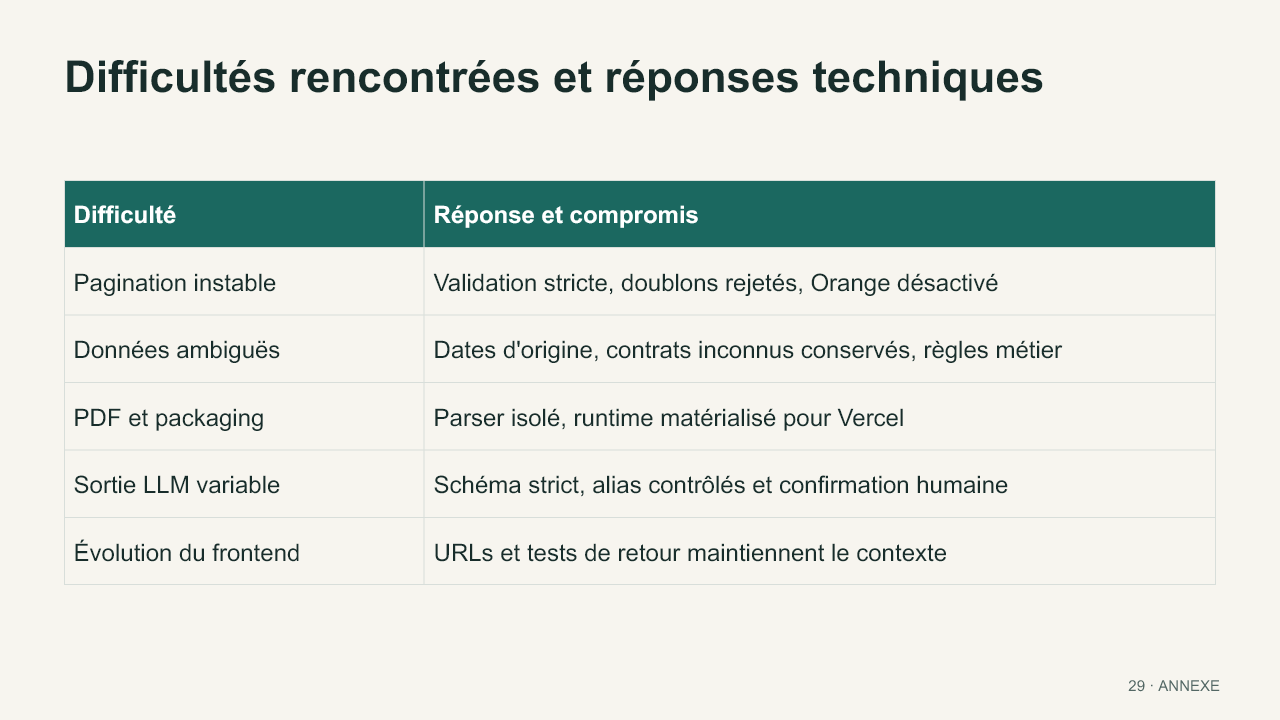 Difficultés rencontrées et réponses techniques
Difficulté
Réponse et compromis
Pagination instable
Validation stricte, doublons rejetés, Orange désactivé
Données ambiguës
Dates d'origine, contrats inconnus conservés, règles métier
PDF et packaging
Parser isolé, runtime matérialisé pour Vercel
Sortie LLM variable
Schéma strict, alias contrôlés et confirmation humaine
Évolution du frontend
URLs et tests de retour maintiennent le contexte
29 · ANNEXE